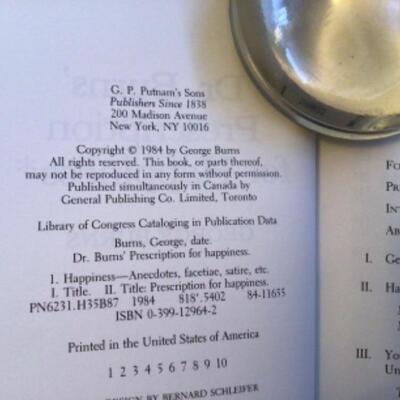 G. P. Putnam's Sons
Publishers Since 1838
200 Madison Avenue
New York, NY 10016
Copyright © 1984 by George Burns
All rights reserved. This book, or parts thereof,
may not be reproduced in any form without permission.
Published simultaneously in Canada by
General Publishing Co. Limited, Toronto
Library of Congress Cataloging in Publication Data
Burns, George, date.
Dr. Burns' Prescription for happiness.
1. Happiness—Anecdotes, facetiae, satire, etc.
I. Title. II. Title: Prescription for happiness.
PN6231.H35B87 1984 818'.5402 84-11655
ISBN 0-399-12964-2
Printed in the United States of America
1 2 3 4 5 6 7 8 9 10
DESIGN BY BERNARD SCHLEIFER
I.
II.
III.